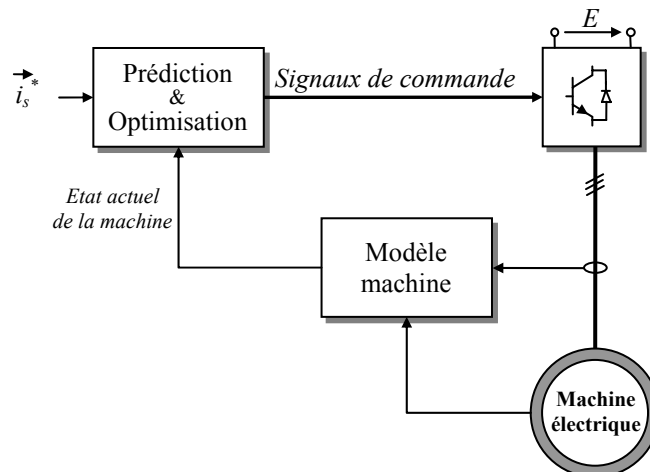 E
i_s^*
Prédiction
&
Optimisation
Signaux de commande
Etat actuel
de la machine
Modèle
machine
Machine
électrique